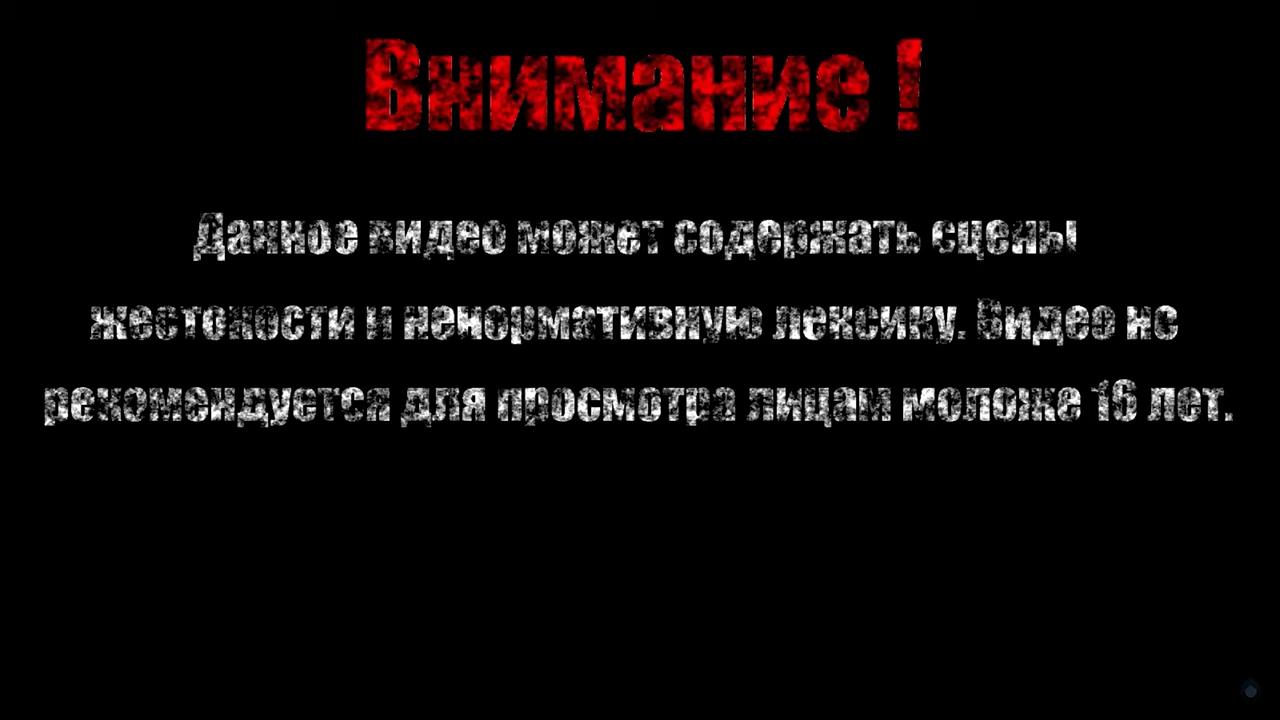 Внимание !
Данное видео может содержать сцены
жестокости и ненормативную лексику. Видео не
рекомендуется для просмотра лицам моложе 16 лет.